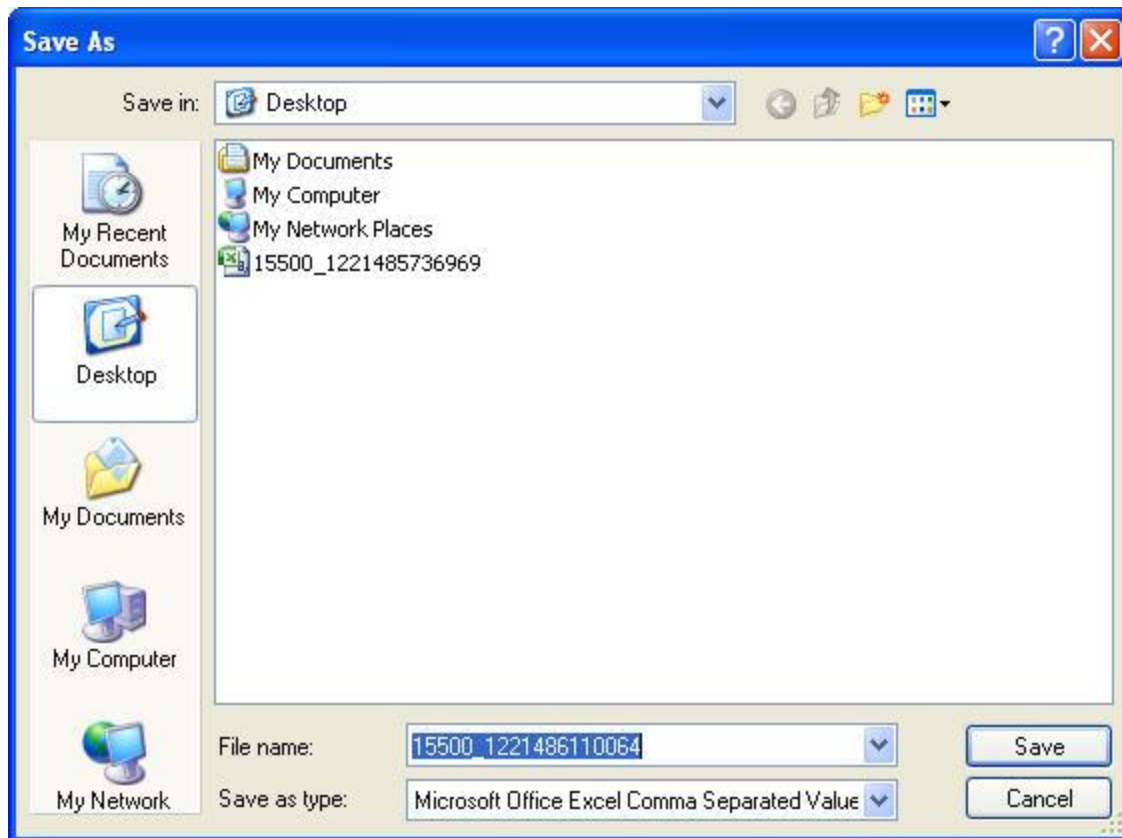 Save As
Save in:
Desktop
My Recent
Documents
Desktop
My Documents
My Computer
My Network
My Documents
My Computer
My Network Places
15500_1221485736969
File name:
15500_1221486110064
Save
Save as type:
Microsoft Office Excel Comma Separated Value
Cancel